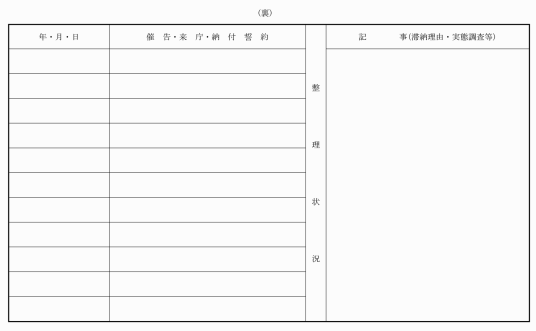 (裏)
年・月・日
催告・来庁・納付誓約
整理状況
記事(滞納理由・実態調査等)